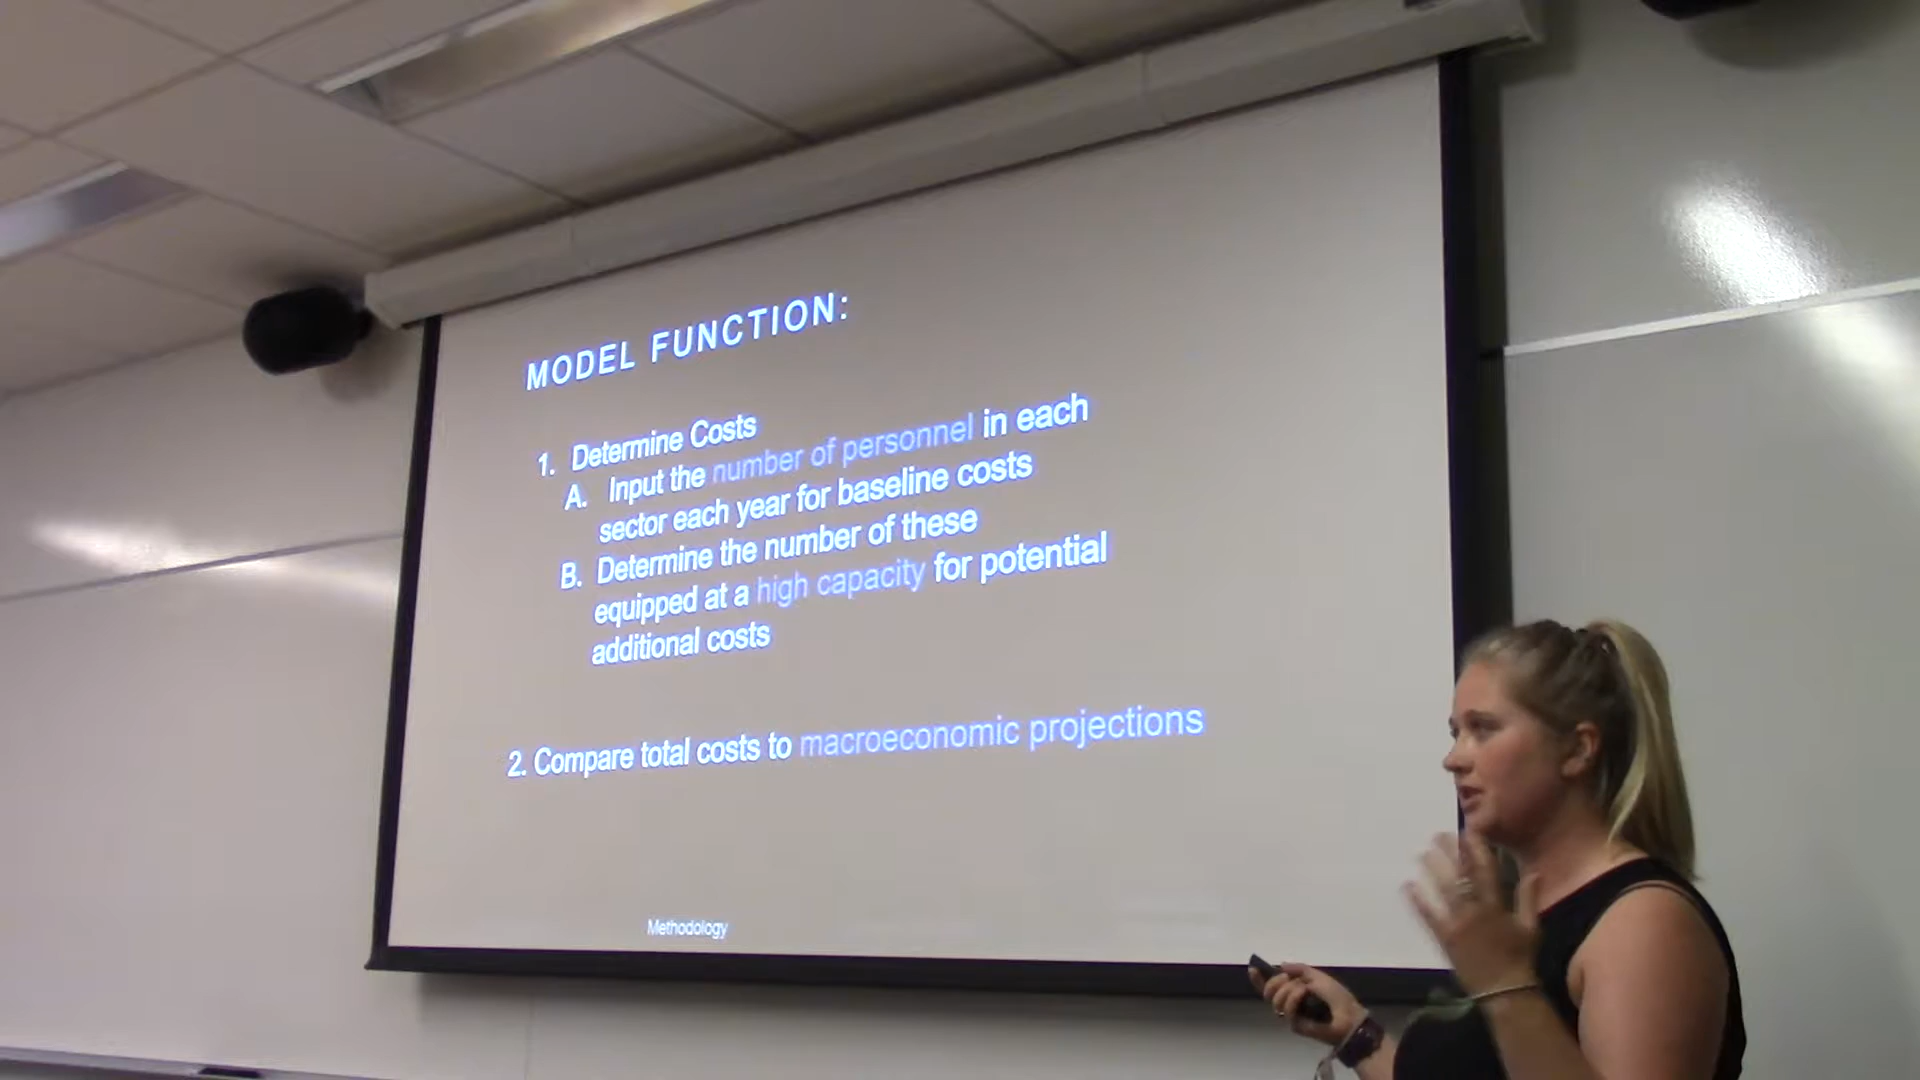 MODEL FUNCTION:
1. Determine Costs
A. Input the number of personnel in each
sector each year for baseline costs
B. Determine the number of these
equipped at a high capacity for potential
additional costs
2. Compare total costs to macroeconomic projections
Methodology